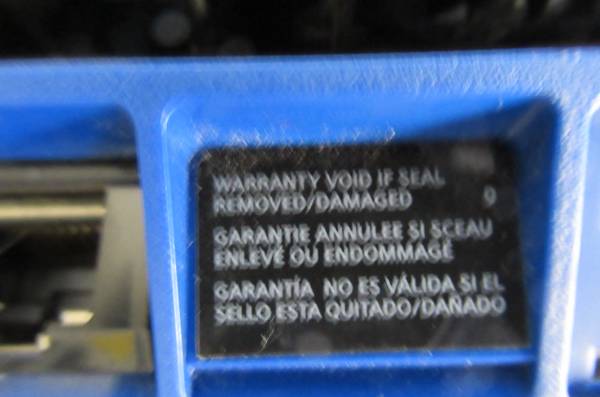 WARRANTY VOID IF SEAL
REMOVED/DAMAGED 9
GARANTIE ANNULEE SI SCEAU
ENLEVÉ OU ENDOMMAGÉ
GARANTÍA NO ES VÁLIDA SI EL
SELLO ESTA QUITADO/DAÑADO